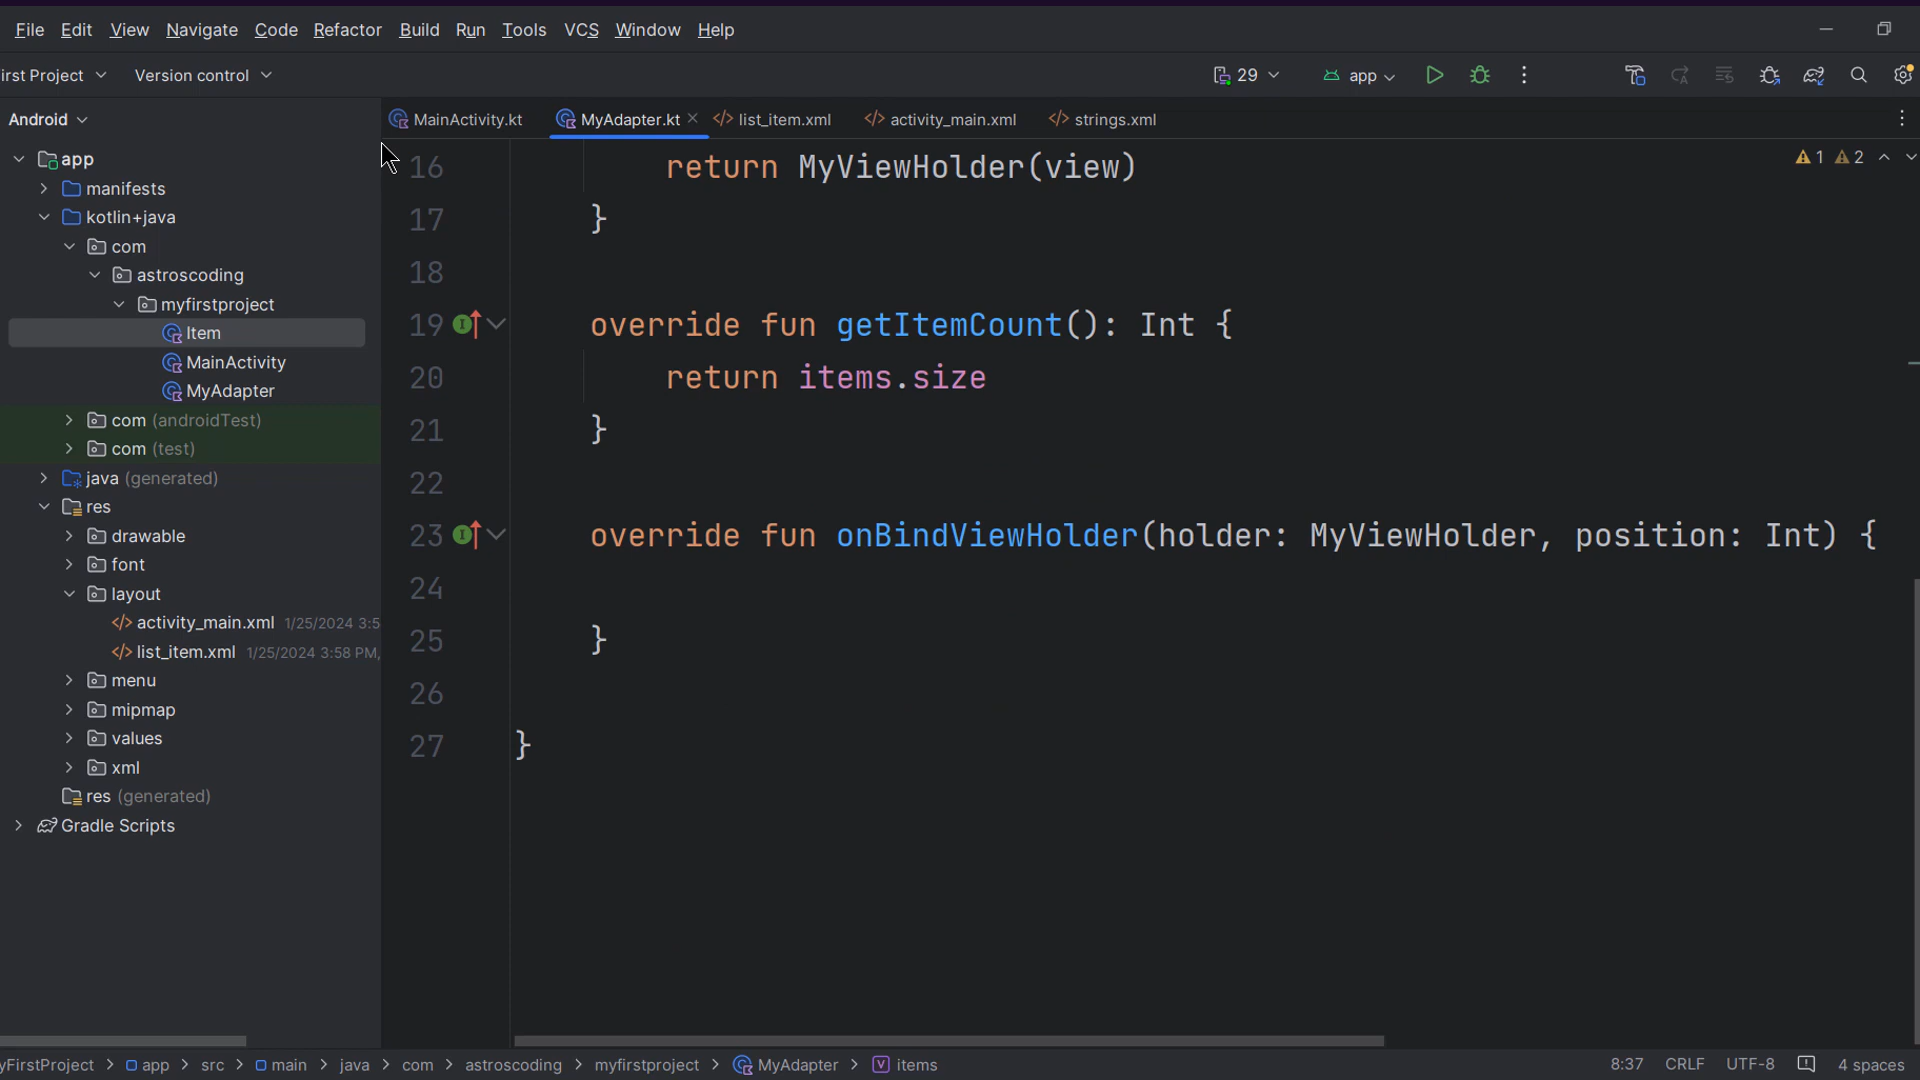 File Edit View Navigate Code Refactor Build Run Tools VCS Window Help
irst Project Version control 29 app
Android MainActivity.kt MyAdapter.kt list_item.xml activity_main.xml strings.xml
app
manifests
kotlin+java
com
astroscoding
myfirstproject
Item
MainActivity
MyAdapter
com (androidTest)
com (test)
java (generated)
res
drawable
font
layout
activity_main.xml 1/25/2024 3:5
list_item.xml 1/25/2024 3:58 PM,
menu
mipmap
values
xml
res (generated)
Gradle Scripts
1 2
16 return MyViewHolder(view)
17 }
18
19 override fun getItemCount(): Int {
20 return items.size
21 }
22
23 override fun onBindViewHolder(holder: MyViewHolder, position: Int) {
24
25 }
26
27 }
yFirstProject > app > src > main > java > com > astroscoding > myfirstproject > MyAdapter > items 8:37 CRLF UTF-8 4 spaces